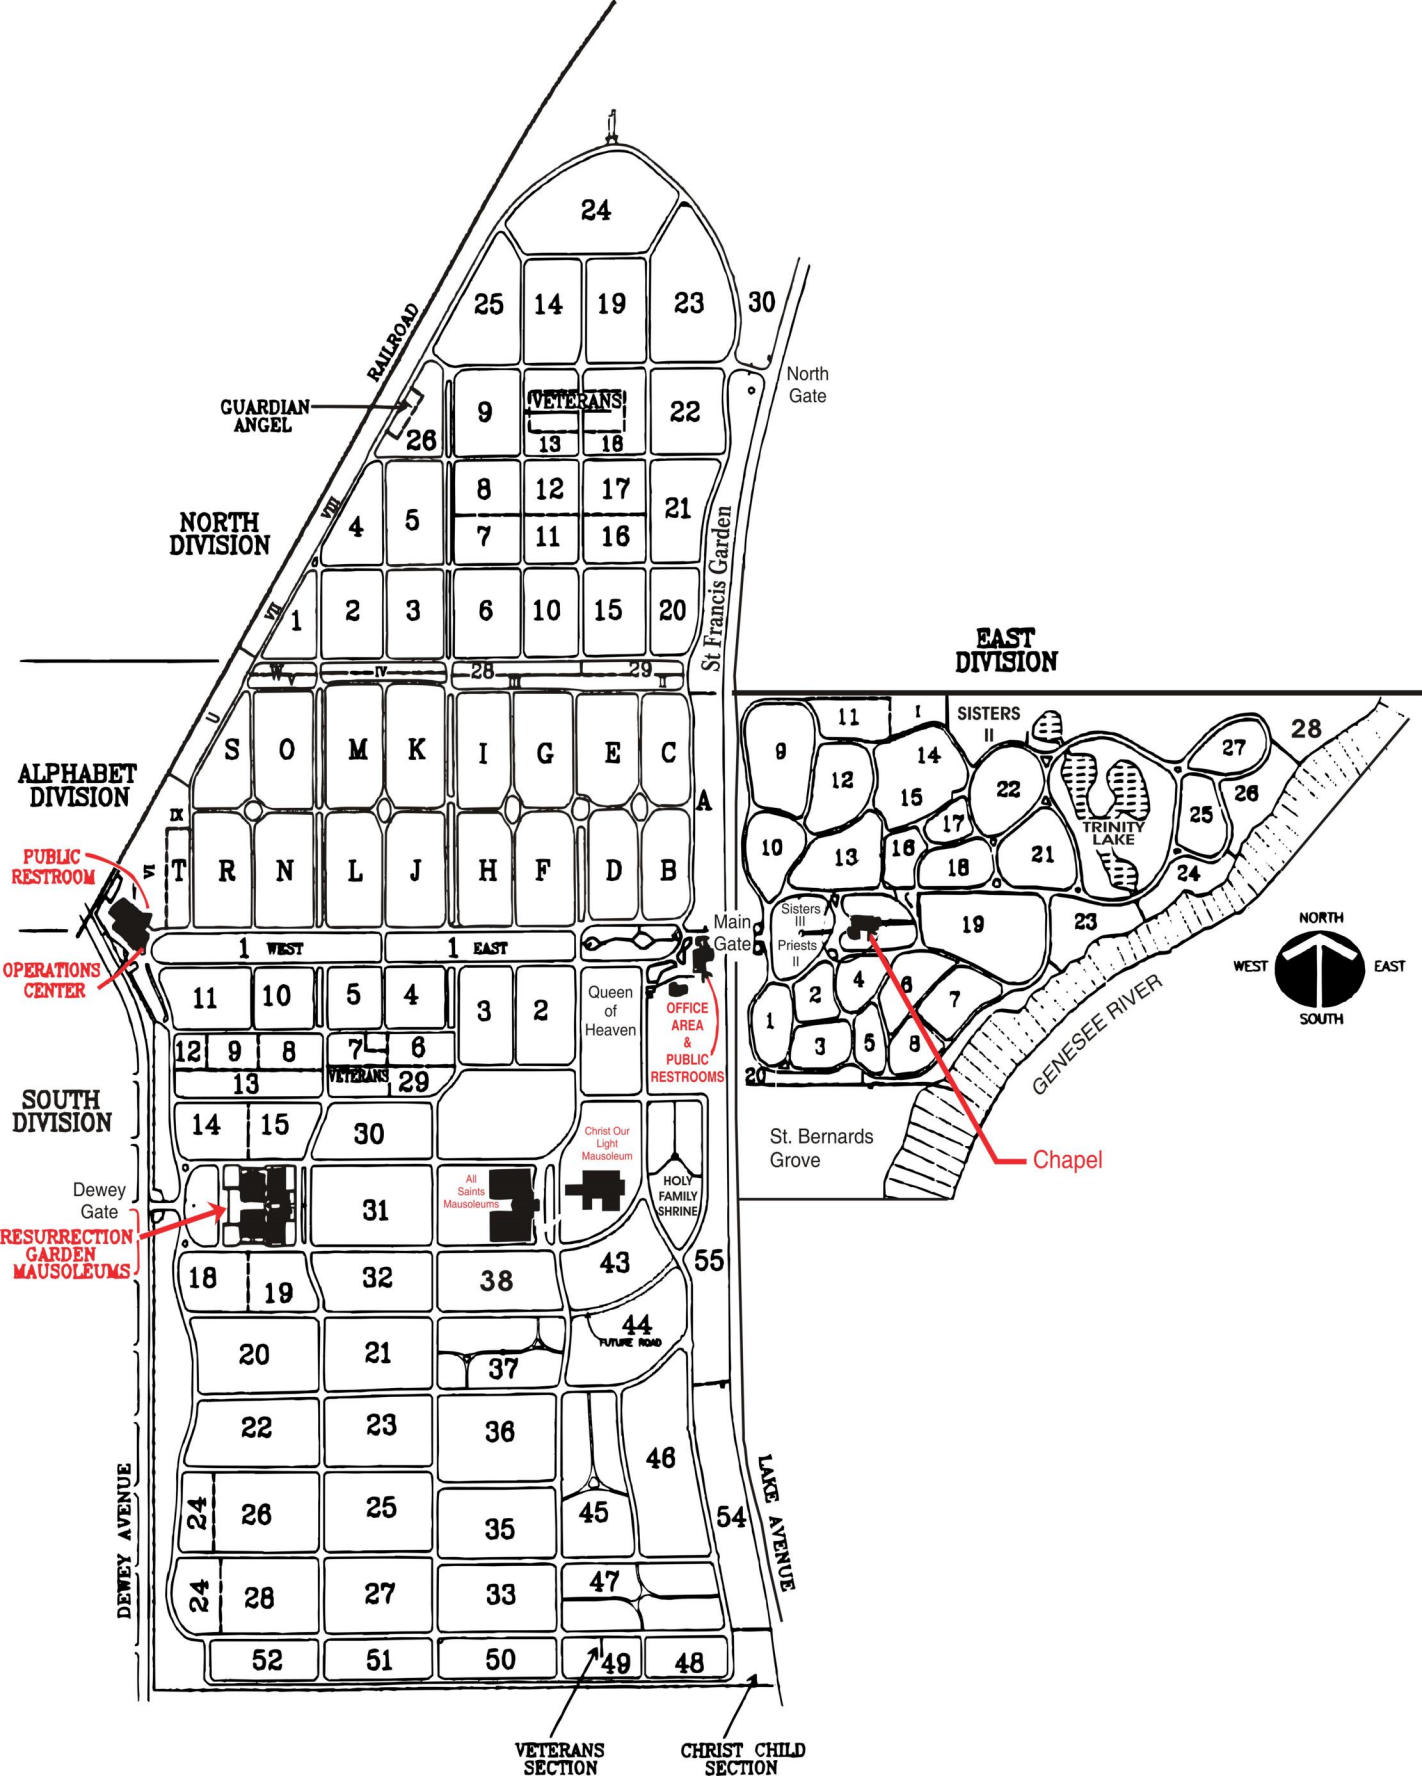 24
25
14
19
23
30
RAILROAD
North
Gate
GUARDIAN
ANGEL
26
9
VETERANS
13
18
22
8
12
17
21
VIII
4
5
7
11
16
NORTH
DIVISION
St Francis Garden
VII
1
2
3
6
10
15
20
W
V
IV
28
III
29
II
U
EAST
DIVISION
S
O
M
K
I
G
E
C
A
ALPHABET
DIVISION
IX
VI
T
R
N
L
J
H
F
D
B
PUBLIC
RESTROOM
OPERATIONS
CENTER
1 WEST
1 EAST
Main
Gate
9
11
I
SISTERS
II
12
14
15
22
27
28
26
25
TRINITY
LAKE
10
13
16
17
18
21
24
Sisters
III
Priests
II
19
23
4
6
7
2
1
3
5
8
20
GENESEE RIVER
NORTH
WEST
EAST
SOUTH
St. Bernards
Grove
Chapel
11
10
5
4
3
2
Queen
of
Heaven
OFFICE
AREA
&
PUBLIC
RESTROOMS
12
9
8
7
6
13
VETERANS
29
SOUTH
DIVISION
14
15
30
Christ Our
Light
Mausoleum
HOLY
FAMILY
SHRINE
Dewey
Gate
RESURRECTION
GARDEN
MAUSOLEUMS
31
All
Saints
Mausoleums
18
19
32
38
43
55
44
FUTURE ROAD
20
21
37
22
23
36
46
24
26
25
35
45
54
LAKE AVENUE
DEWEY AVENUE
24
28
27
33
47
52
51
50
49
48
VETERANS
SECTION
CHRIST CHILD
SECTION